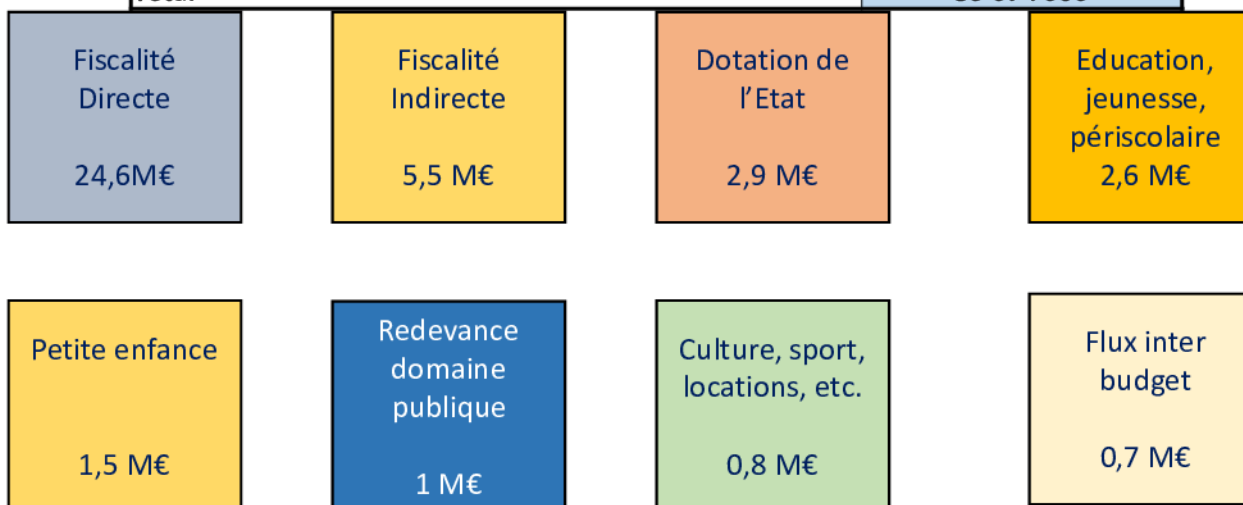 Fiscalité
Directe
24,6M€
Fiscalité
Indirecte
5,5 M€
Dotation de
l’Etat
2,9 M€
Education,
jeunesse,
périscolaire
2,6 M€
Petite enfance
1,5 M€
Redevance
domaine
publique
1 M€
Culture, sport,
locations, etc.
0,8 M€
Flux inter
budget
0,7 M€